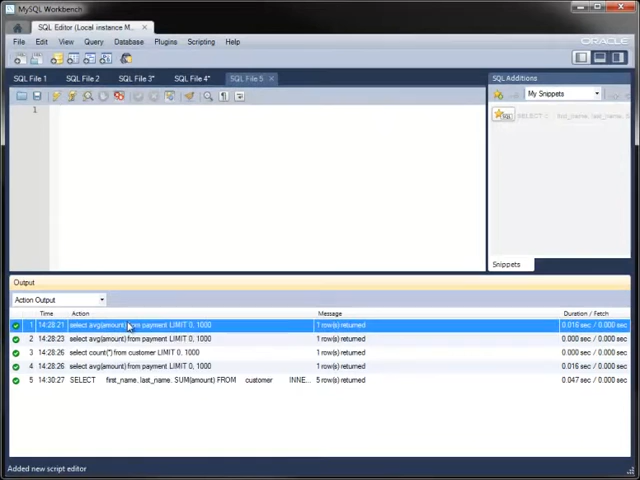 MySQL Workbench
SQL Editor (Local instance M...
File Edit View Query Database Plugins Scripting Help
ORACLE
SQL File 1 SQL File 2 SQL File 3* SQL File 4* SQL File 5
SQL Additions
My Snippets
1
SQL
SELECT first_name, last_name, SUM
Snippets
Output
Action Output
Time Action Message Duration / Fetch
1 14:28:21 select avg(amount) from payment LIMIT 0, 1000 1 row(s) returned 0.016 sec / 0.000 sec
2 14:28:23 select avg(amount) from payment LIMIT 0, 1000 1 row(s) returned 0.000 sec / 0.000 sec
3 14:28:26 select count(*) from customer LIMIT 0, 1000 1 row(s) returned 0.000 sec / 0.000 sec
4 14:28:26 select avg(amount) from payment LIMIT 0, 1000 1 row(s) returned 0.016 sec / 0.000 sec
5 14:30:27 SELECT first_name, last_name, SUM(amount) FROM customer INNE... 5 row(s) returned 0.047 sec / 0.000 sec
Added new script editor